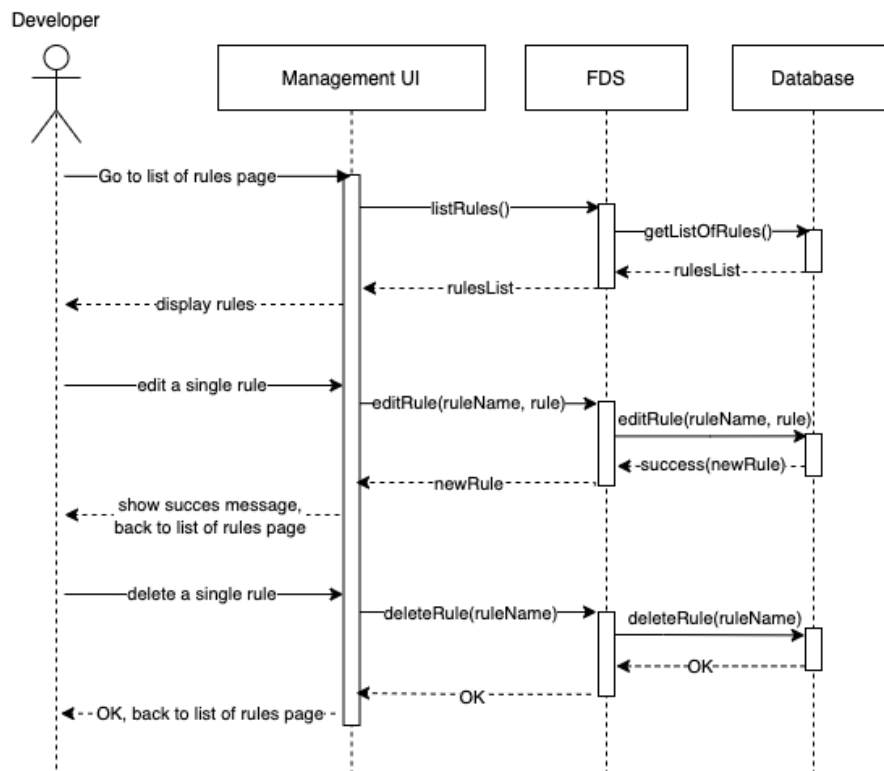 Developer
Management UI
FDS
Database
Go to list of rules page
listRules()
getListOfRules()
rulesList
rulesList
display rules
edit a single rule
editRule(ruleName, rule)
editRule(ruleName, rule)
success(newRule)
newRule
show succes message,
back to list of rules page
delete a single rule
deleteRule(ruleName)
deleteRule(ruleName)
OK
OK
OK, back to list of rules page